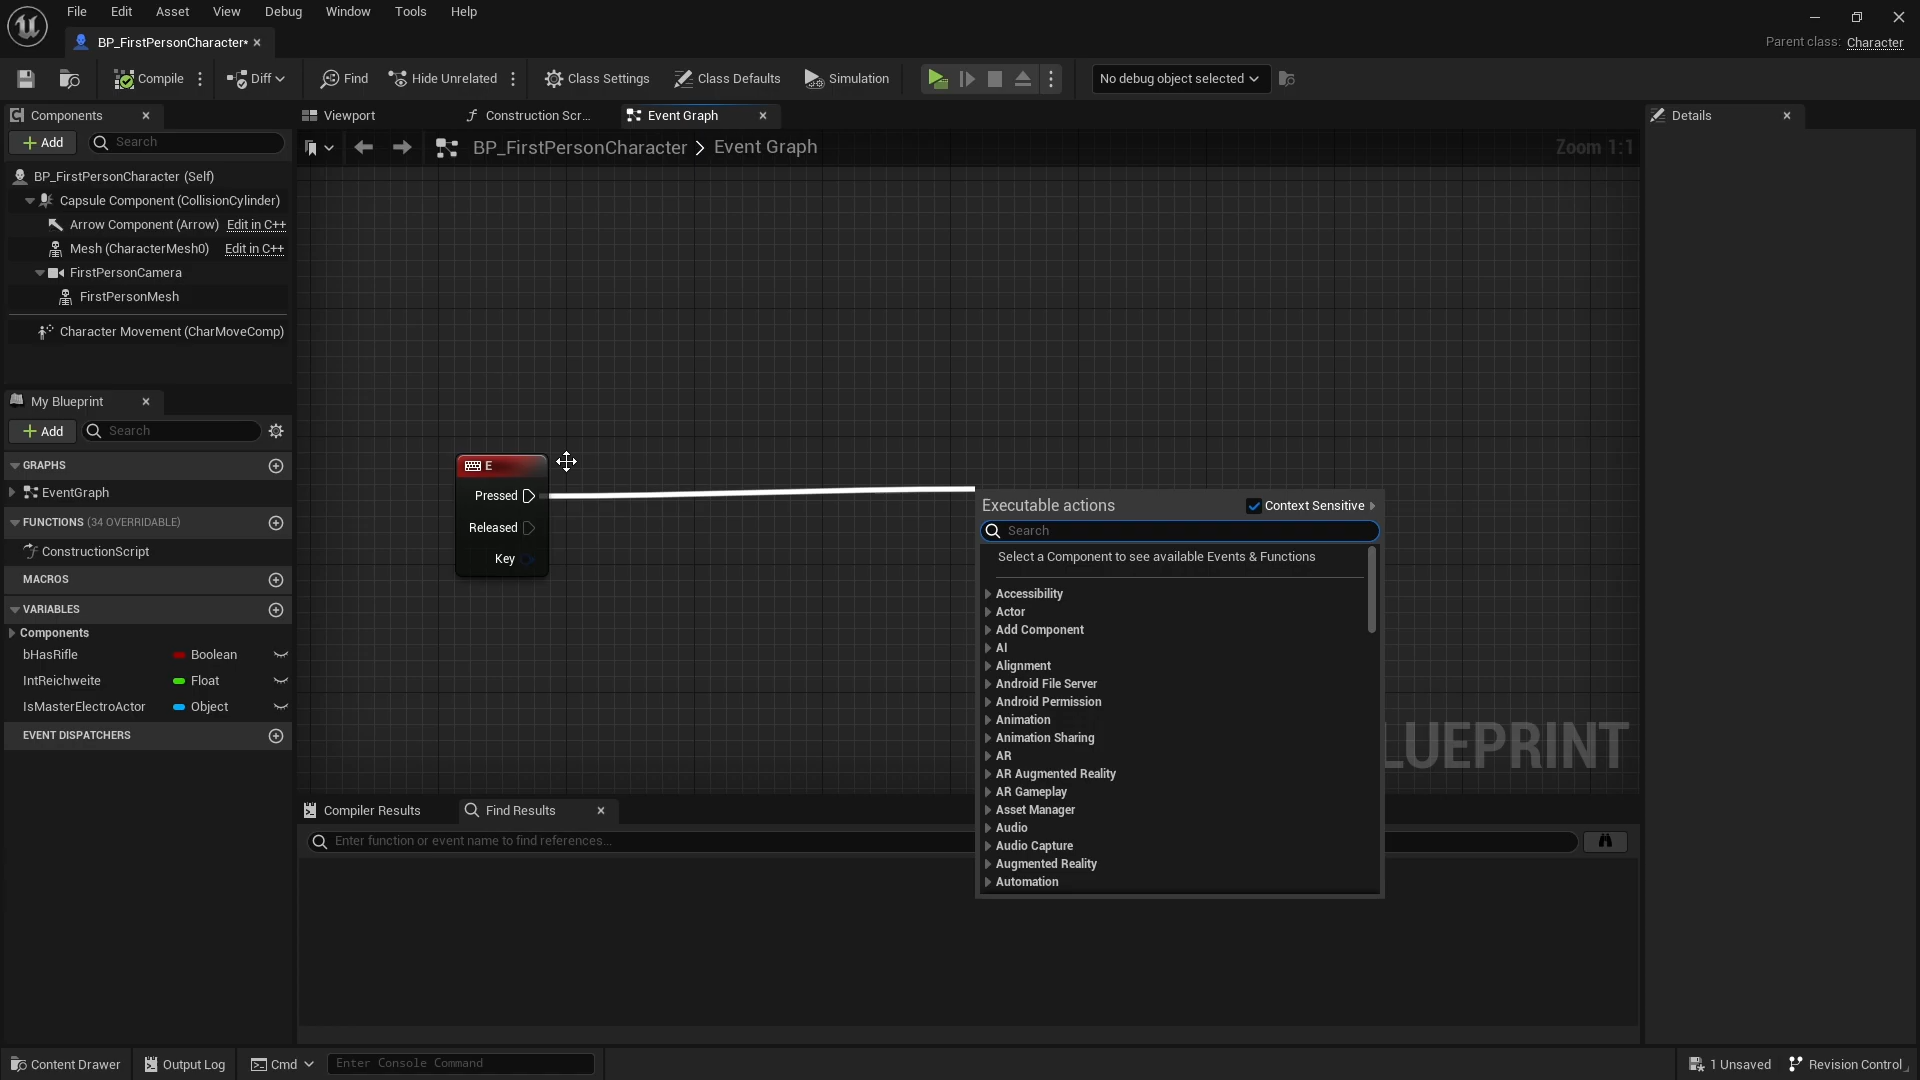 File Edit Asset View Debug Window Tools Help
BP_FirstPersonCharacter*
Parent class: Character
Compile Diff Find Hide Unrelated Class Settings Class Defaults Simulation No debug object selected
Components
Viewport Construction Scr... Event Graph
Details
Add Search
BP_FirstPersonCharacter > Event Graph
Zoom 1:1
BP_FirstPersonCharacter (Self)
Capsule Component (CollisionCylinder)
Arrow Component (Arrow) Edit in C++
Mesh (CharacterMesh0) Edit in C++
FirstPersonCamera
FirstPersonMesh
Character Movement (CharMoveComp)
My Blueprint
Add Search
GRAPHS
EventGraph
FUNCTIONS (34 OVERRIDABLE)
ConstructionScript
MACROS
VARIABLES
Components
bHasRifle Boolean
IntReichweite Float
IsMasterElectroActor Object
EVENT DISPATCHERS
E
Pressed
Released
Key
Executable actions Context Sensitive
Search
Select a Component to see available Events & Functions
Accessibility
Actor
Add Component
AI
Alignment
Android File Server
Android Permission
Animation
Animation Sharing
AR
AR Augmented Reality
AR Gameplay
Asset Manager
Audio
Audio Capture
Augmented Reality
Automation
LUEPRINT
Compiler Results Find Results
Enter function or event name to find references...
Content Drawer Output Log Cmd Enter Console Command
1 Unsaved Revision Control